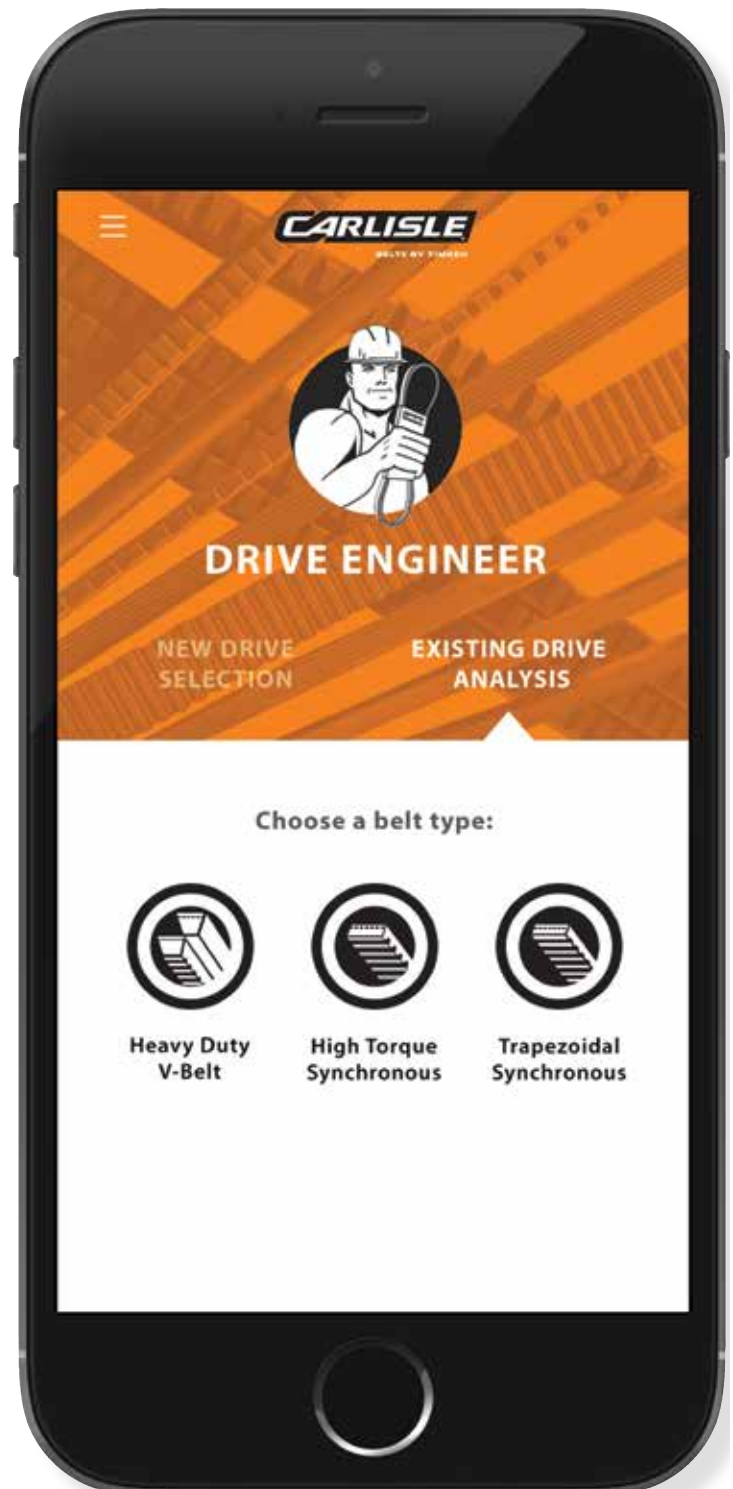 CARLISLE
BELTS BY TIMKEN
DRIVE ENGINEER
NEW DRIVE EXISTING DRIVE
SELECTION ANALYSIS
Choose a belt type:
Heavy Duty High Torque Trapezoidal
V-Belt Synchronous Synchronous